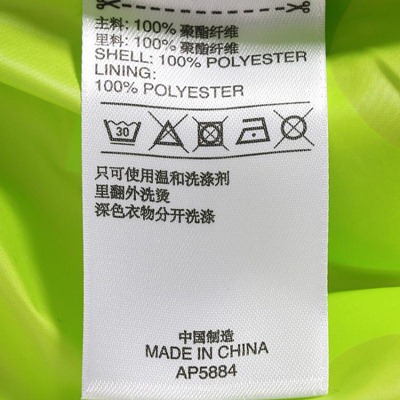 主料: 100% 聚酯纤维
里料: 100% 聚酯纤维
SHELL: 100% POLYESTER
LINING:
100% POLYESTER
30
只可使用温和洗涤剂
里翻外洗烫
深色衣物分开洗涤
中国制造
MADE IN CHINA
AP5884